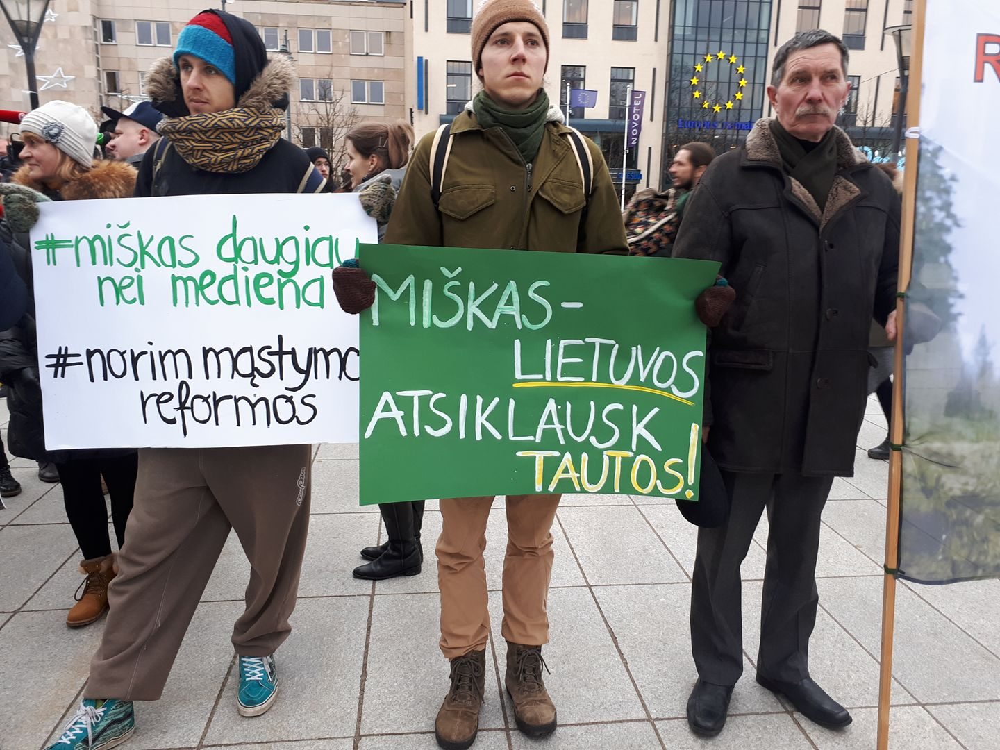 #miškas daugiau
nei mediena
#norim mąstymo
reformos
MIŠKAS-
LIETUVOS
ATSIKLAUSK
TAUTOS!
NOVOTEL
R